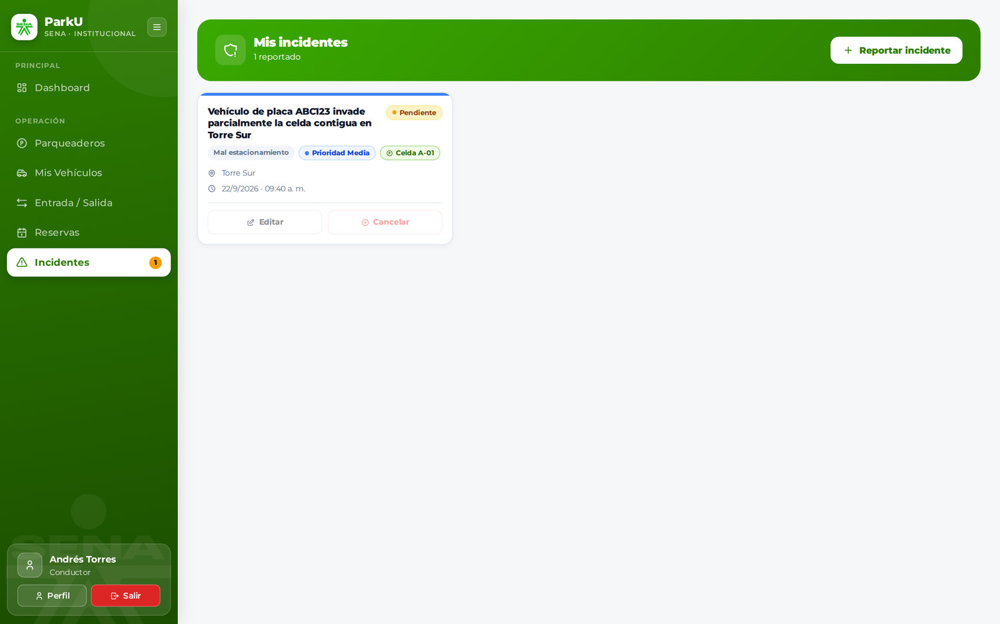 SENA
ParkU
SENA · INSTITUCIONAL
PRINCIPAL
Dashboard
OPERACIÓN
Parqueaderos
Mis Vehículos
Entrada / Salida
Reservas
Incidentes
1
SENA
Andrés Torres
Conductor
Perfil
Salir
Mis incidentes
1 reportado
+ Reportar incidente
Vehículo de placa ABC123 invade
parcialmente la celda contigua en
Torre Sur
Pendiente
Mal estacionamiento
Prioridad Media
Celda A-01
Torre Sur
22/9/2026 · 09:40 a. m.
Editar
Cancelar